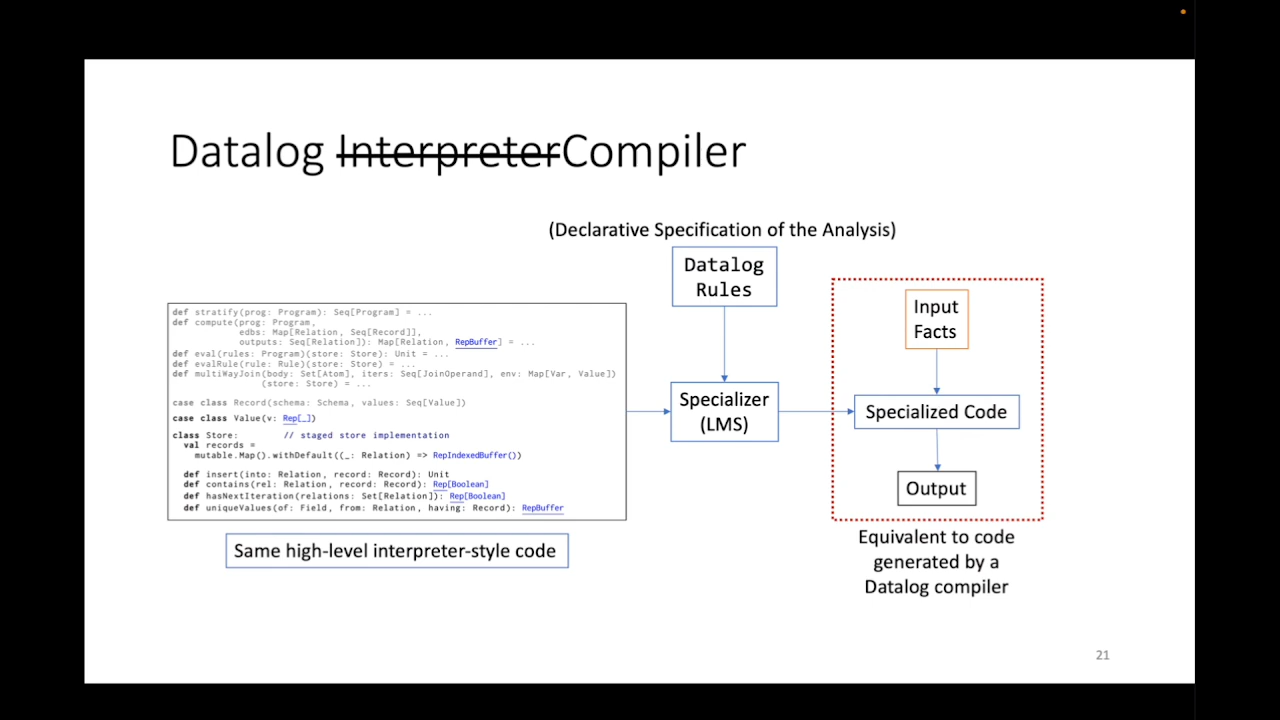 Datalog InterpreterCompiler
(Declarative Specification of the Analysis)
Datalog
Rules
def stratify(prog: Program): Seq[Program] = ...
def compute(prog: Program,
edbs: Map[Relation, Seq[Record]],
outputs: Seq[Relation]): Map[Relation, RepBuffer] = ...
def eval(rules: Program)(store: Store): Unit = ...
def evalRule(rule: Rule)(store: Store) = ...
def multiWayJoin(body: Set[Atom], iters: Seq[JoinOperand], env: Map[Var, Value])
(store: Store) = ...
case class Record(schema: Schema, values: Seq[Value])
case class Value(v: Rep[_])
class Store: // staged store implementation
val records =
mutable.Map().withDefault((_: Relation) => RepIndexedBuffer())
def insert(into: Relation, record: Record): Unit
def contains(rel: Relation, record: Record): Rep[Boolean]
def hasNextIteration(relations: Set[Relation]): Rep[Boolean]
def uniqueValues(of: Field, from: Relation, having: Record): RepBuffer
Same high-level interpreter-style code
Specializer
(LMS)
Input
Facts
Specialized Code
Output
Equivalent to code
generated by a
Datalog compiler
21